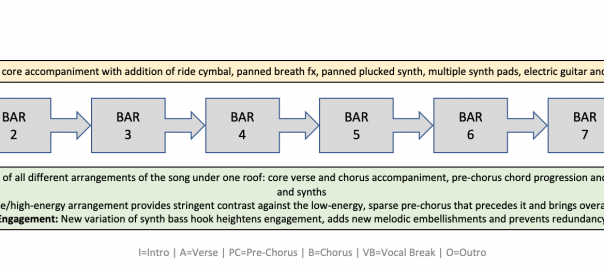 core accompaniment with addition of ride cymbal, panned breath fx, panned plucked synth, multiple synth pads, electric guitar and
BAR 2
BAR 3
BAR 4
BAR 5
BAR 6
BAR 7
of all different arrangements of the song under one roof: core verse and chorus accompaniment, pre-chorus chord progression and
and synths
e/high-energy arrangement provides stringent contrast against the low-energy, sparse pre-chorus that precedes it and brings overa
Engagement: New variation of synth bass hook heightens engagement, adds new melodic embellishments and prevents redundancy
I=Intro | A=Verse | PC=Pre-Chorus | B=Chorus | VB=Vocal Break | O=Outro